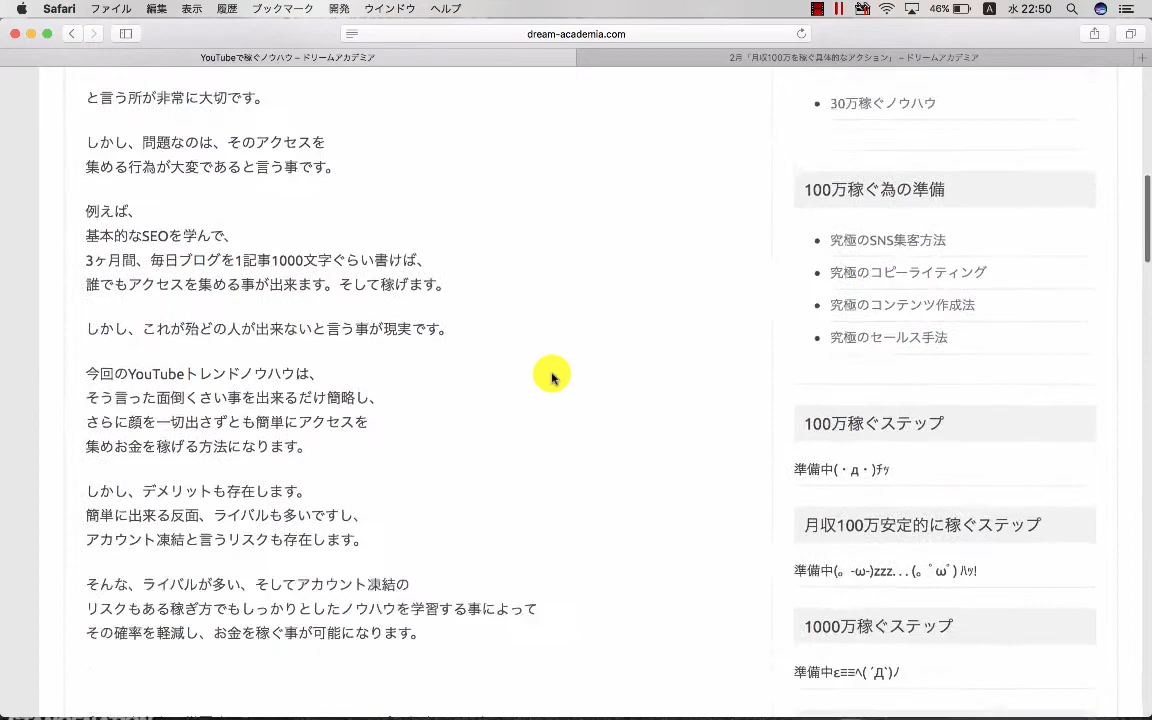 Safari ファイル 編集 表示 履歴 ブックマーク 開発 ウインドウ ヘルプ 46% A 水 22:50
dream-academia.com
YouTubeで稼ぐノウハウ – ドリームアカデミア
2月「月収100万を稼ぐ具体的なアクション」 – ドリームアカデミア
と言う所が非常に大切です。
しかし、問題なのは、そのアクセスを
集める行為が大変であると言う事です。
例えば、
基本的なSEOを学んで、
3ヶ月間、毎日ブログを1記事1000文字ぐらい書けば、
誰でもアクセスを集める事が出来ます。そして稼げます。
しかし、これが殆どの人が出来ないと言う事が現実です。
今回のYouTubeトレンドノウハウは、
そう言った面倒くさい事を出来るだけ簡略し、
さらに顔を一切出さずとも簡単にアクセスを
集めお金を稼げる方法になります。
しかし、デメリットも存在します。
簡単に出来る反面、ライバルも多いですし、
アカウント凍結と言うリスクも存在します。
そんな、ライバルが多い、そしてアカウント凍結の
リスクもある稼ぎ方でもしっかりとしたノウハウを学習する事によって
その確率を軽減し、お金を稼ぐ事が可能になります。
30万稼ぐノウハウ
100万稼ぐ為の準備
究極のSNS集客方法
究極のコピーライティング
究極のコンテンツ作成法
究極のセールス手法
100万稼ぐステップ
準備中(・д・)ﾁｯ
月収100万安定的に稼ぐステップ
準備中(。-ω-)zzz. . . (。ﾟωﾟ) ﾊｯ!
1000万稼ぐステップ
準備中ε≡≡ﾍ( ´Д`)ﾉ